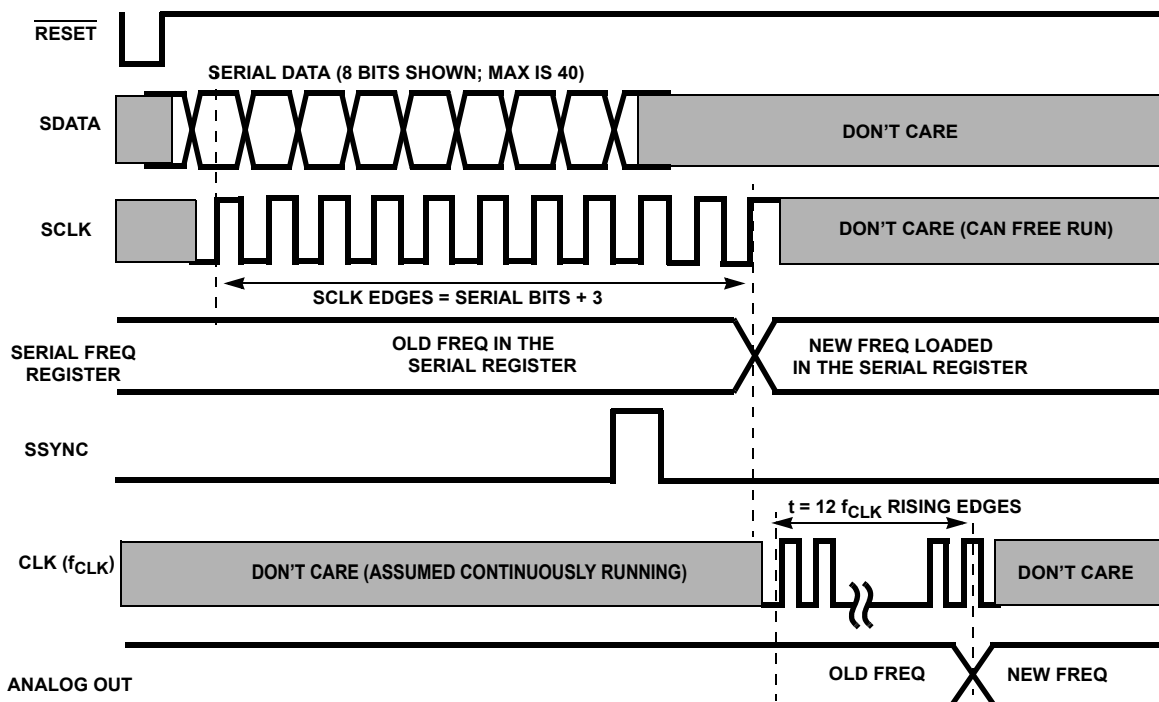 RESET
SERIAL DATA (8 BITS SHOWN; MAX IS 40)
SDATA
DON'T CARE
SCLK
DON'T CARE (CAN FREE RUN)
SCLK EDGES = SERIAL BITS + 3
SERIAL FREQ
REGISTER
OLD FREQ IN THE
SERIAL REGISTER
NEW FREQ LOADED
IN THE SERIAL REGISTER
SSYNC
t = 12 fCLK RISING EDGES
CLK (fCLK)
DON'T CARE (ASSUMED CONTINUOUSLY RUNNING)
DON'T CARE
ANALOG OUT
OLD FREQ
NEW FREQ